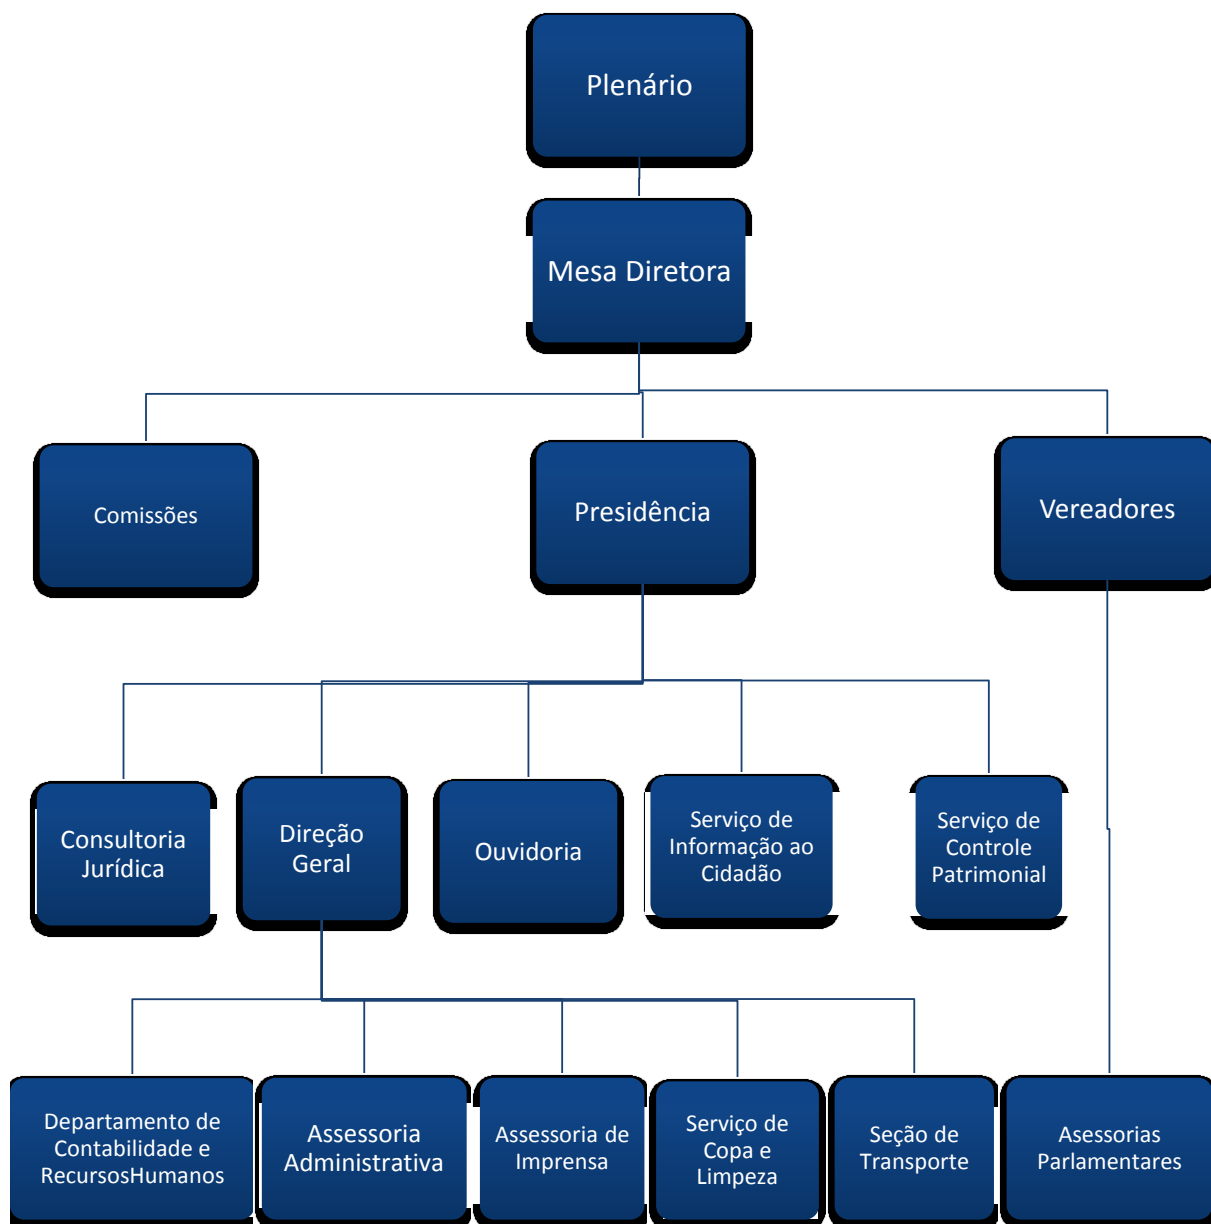 Plenário
Mesa Diretora
Comissões
Presidência
Vereadores
Consultoria
Jurídica
Direção
Geral
Ouvidoria
Serviço de
Informação ao
Cidadão
Serviço de
Controle
Patrimonial
Departamento de
Contabilidade e
RecursosHumanos
Assessoria
Administrativa
Assessoria de
Imprensa
Serviço de
Copa e
Limpeza
Seção de
Transporte
Asessorias
Parlamentares